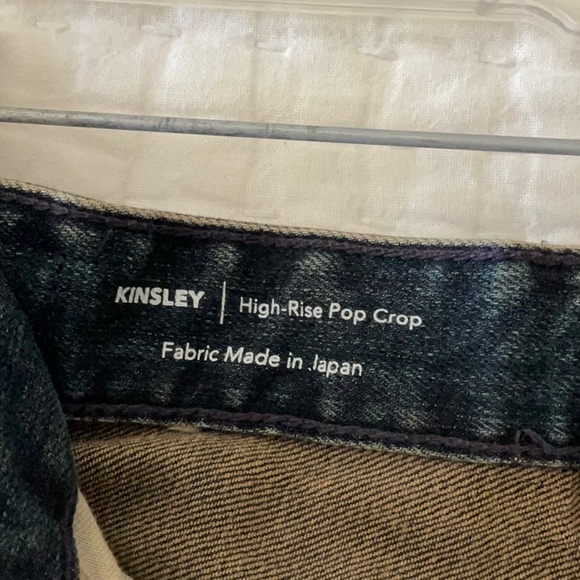 KINSLEY | High-Rise Pop Crop
Fabric Made in Japan